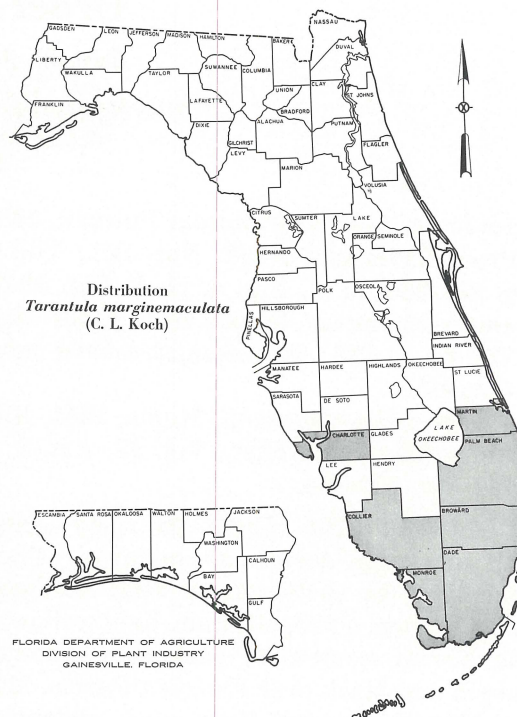 NASSAU
GADSDEN
LEON
JEFFERSON
MADISON
HAMILTON
BAKER
DUVAL
LIBERTY
WAKULLA
TAYLOR
SUWANNEE
COLUMBIA
UNION
CLAY
ST JOHNS
FRANKLIN
LAFAYETTE
BRADFORD
DIXIE
ALACHUA
PUTNAM
GILCHRIST
FLAGLER
LEVY
MARION
VOLUSIA
CITRUS
SUMTER
LAKE
ORANGE
SEMINOLE
HERNANDO
PASCO
OSCEOLA
POLK
Distribution
Tarantula marginemaculata
(C. L. Koch)
PINELLAS
HILLSBOROUGH
BREVARD
INDIAN RIVER
MANATEE
HARDEE
HIGHLANDS
OKEECHOBEE
ST LUCIE
SARASOTA
DE SOTO
MARTIN
CHARLOTTE
GLADES
LAKE
OKEECHOBEE
PALM BEACH
LEE
HENDRY
COLLIER
BROWARD
DADE
MONROE
ESCAMBIA
SANTA ROSA
OKALOOSA
WALTON
HOLMES
JACKSON
WASHINGTON
BAY
CALHOUN
GULF
FLORIDA DEPARTMENT OF AGRICULTURE
DIVISION OF PLANT INDUSTRY
GAINESVILLE, FLORIDA